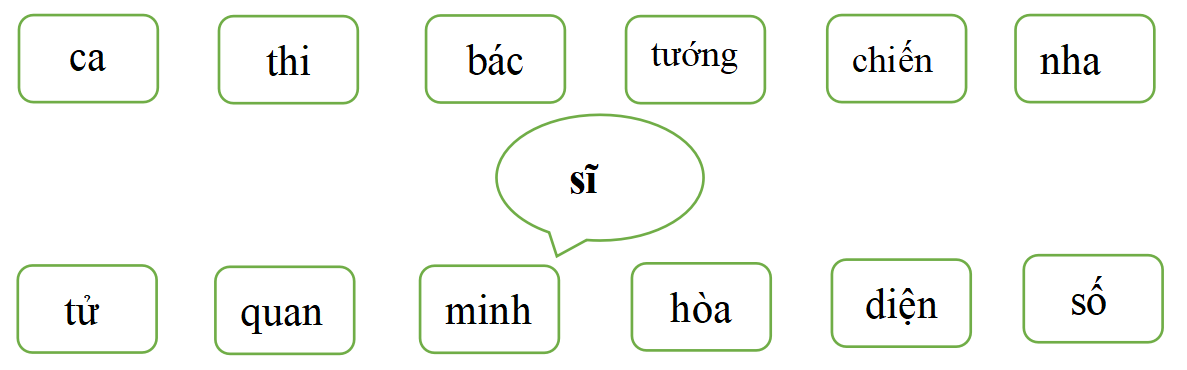 ca thi bác tướng chiến nha
sĩ
tử quan minh hòa diện số